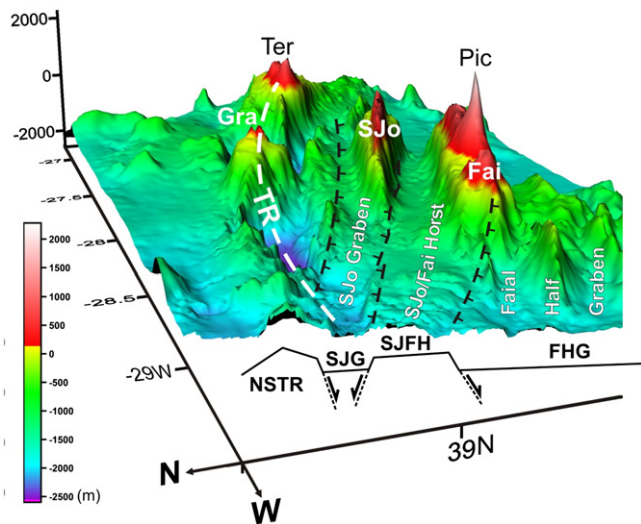 2000
0
-2000
Ter
Pic
Gra
SJo
Fai
TR
SJo Graben
SJo/Fai Horst
Faial
Half
Graben
-27.5
-28
-28.5
-29W
2000
1500
1000
500
0
-500
-1000
-1500
-2000
-2500 (m)
NSTR
SJG
SJFH
FHG
39N
N
W